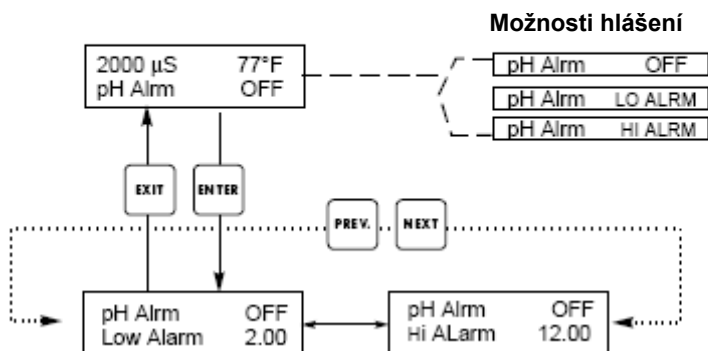 Možnosti hlášení
2000 µS 77°F
pH Alrm OFF
pH Alrm OFF
pH Alrm LO ALRM
pH Alrm HI ALRM
EXIT
ENTER
PREV.
NEXT
pH Alrm OFF
Low Alarm 2.00
pH Alrm OFF
Hi ALarm 12.00